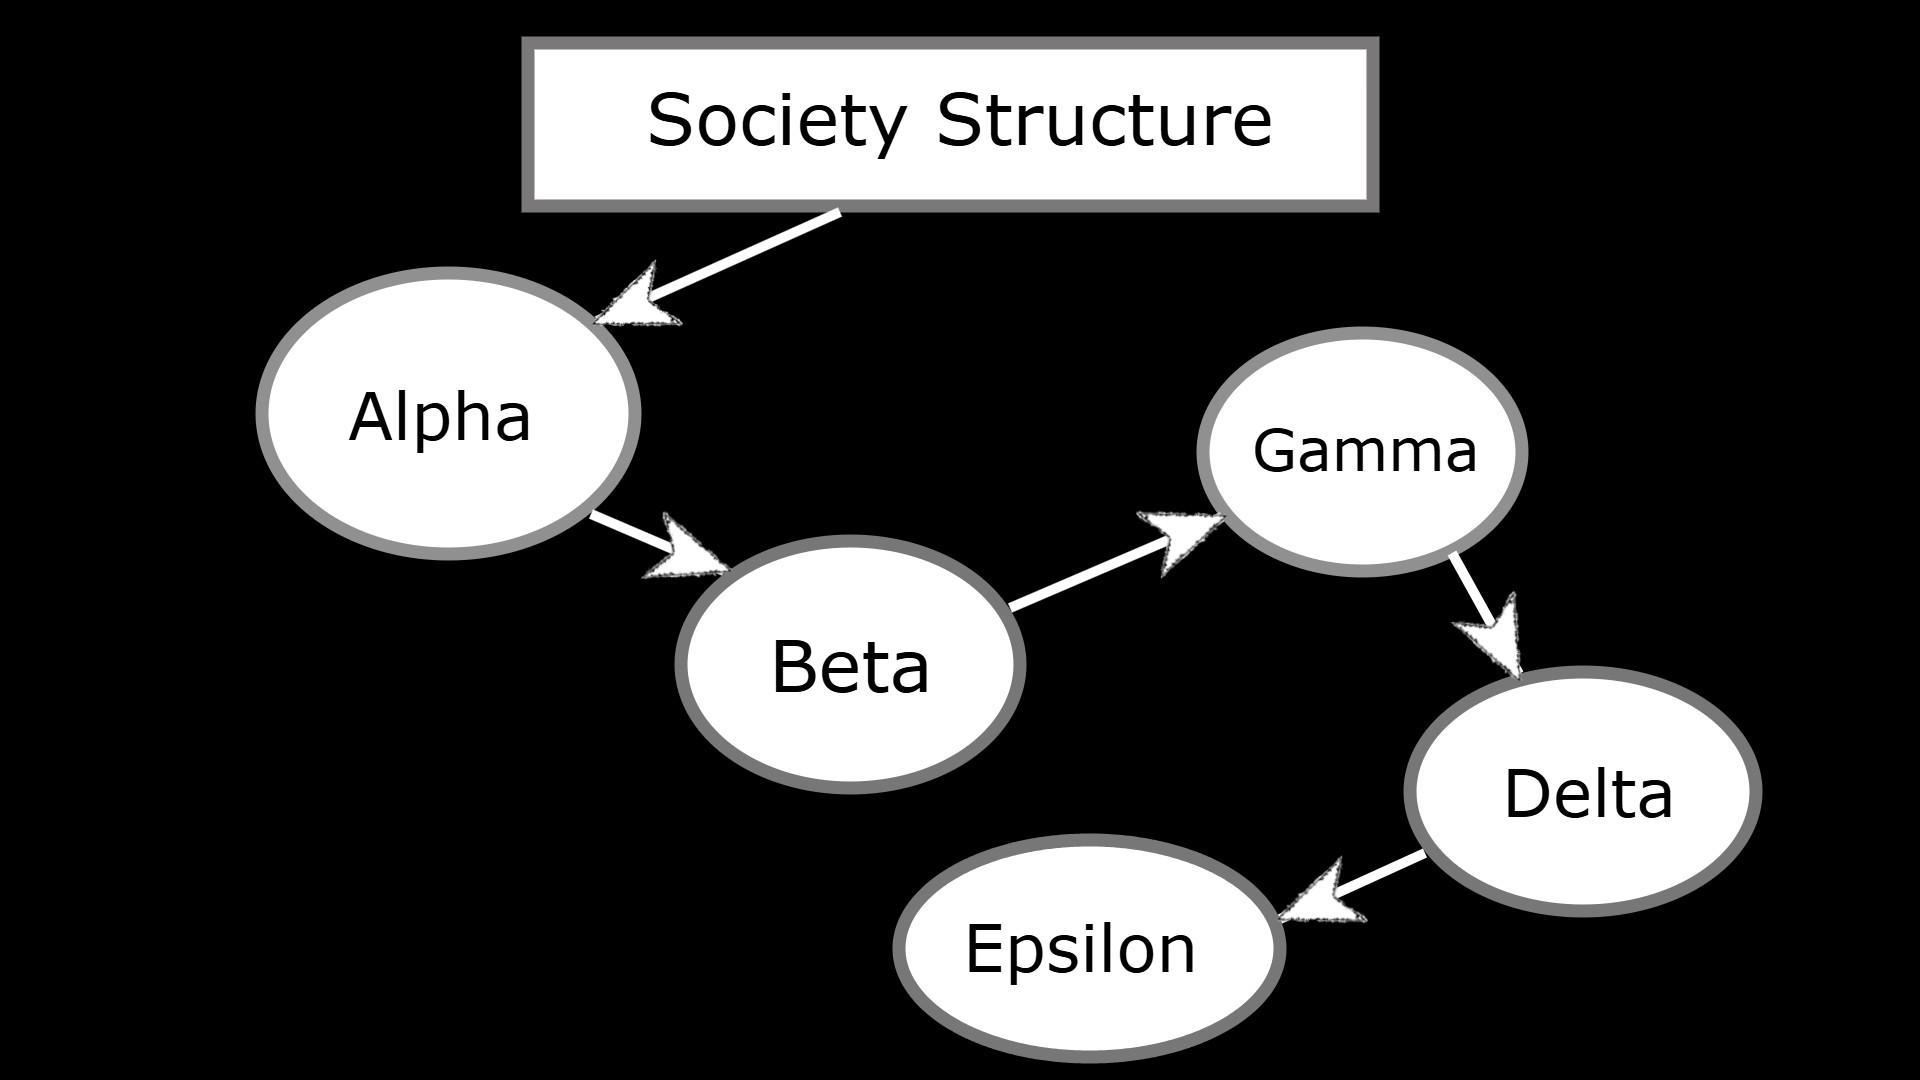 Society Structure
Alpha
Beta
Gamma
Delta
Epsilon